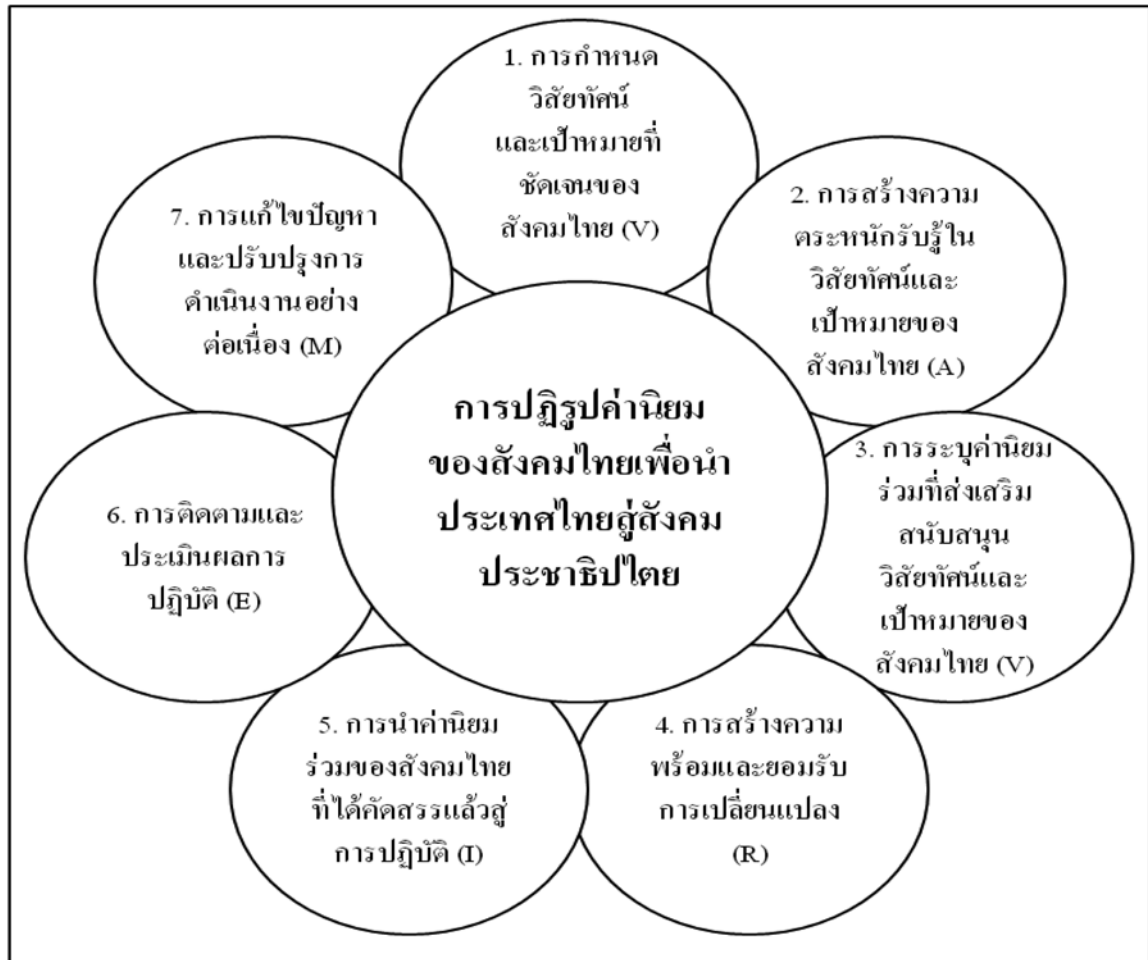 1. การกำหนด
วิสัยทัศน์
และเป้าหมายที่
ชัดเจนของ
สังคมไทย (V)
2. การสร้างความ
ตระหนักรับรู้ใน
วิสัยทัศน์และ
เป้าหมายของ
สังคมไทย (A)
3. การระบุค่านิยม
ร่วมที่ส่งเสริม
สนับสนุน
วิสัยทัศน์และ
เป้าหมายของ
สังคมไทย (V)
4. การสร้างความ
พร้อมและยอมรับ
การเปลี่ยนแปลง
(R)
5. การนำค่านิยม
ร่วมของสังคมไทย
ที่ได้คัดสรรแล้วสู่
การปฏิบัติ (I)
6. การติดตามและ
ประเมินผลการ
ปฏิบัติ (E)
7. การแก้ไขปัญหา
และปรับปรุงการ
ดำเนินงานอย่าง
ต่อเนื่อง (M)
การปฏิรูปค่านิยม
ของสังคมไทยเพื่อนำ
ประเทศไทยสู่สังคม
ประชาธิปไตย